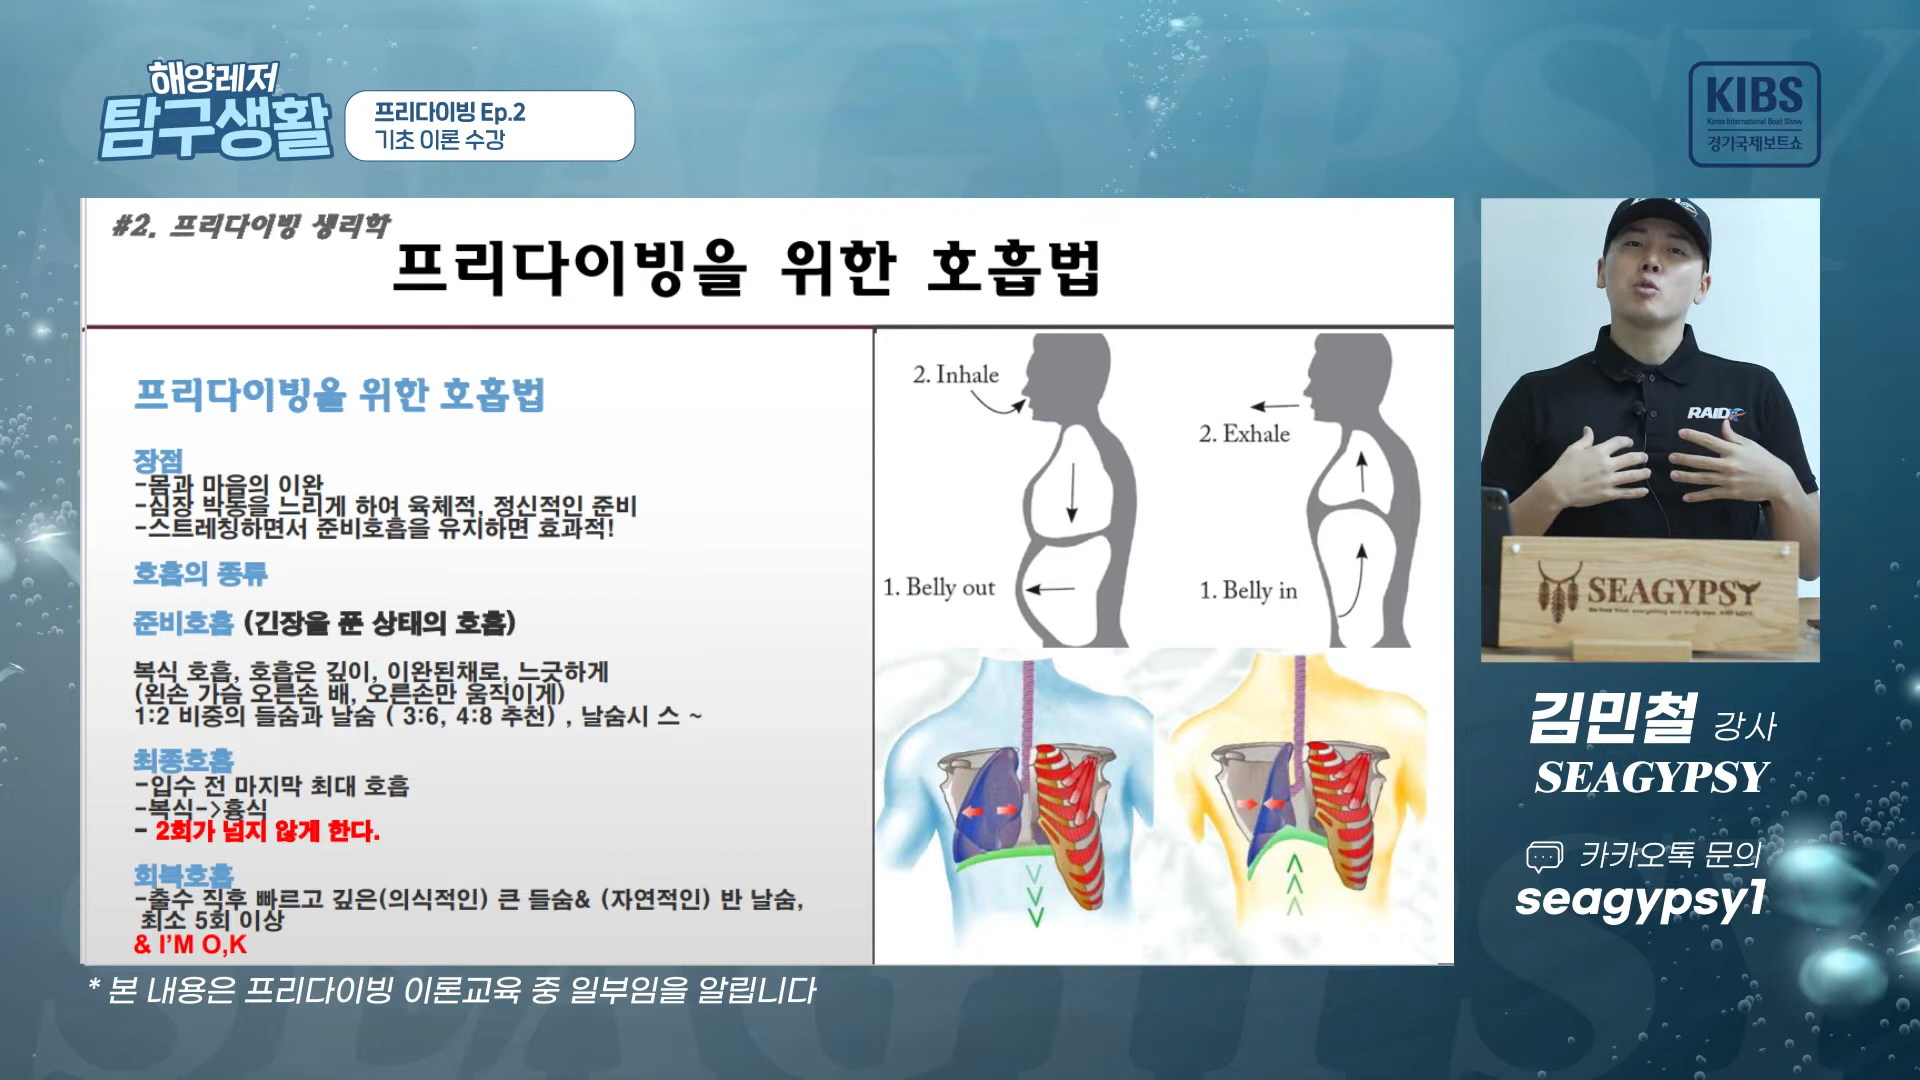 해양레저
탐구생활
프리다이빙 Ep.2
기초 이론 수강
KIBS
Korea International Boat Show
경기국제보트쇼
#2. 프리다이빙 생리학
프리다이빙을 위한 호흡법
프리다이빙을 위한 호흡법
장점
-몸과 마음의 이완
-심장 박동을 느리게 하여 육체적, 정신적인 준비
-스트레칭하면서 준비호흡을 유지하면 효과적!
호흡의 종류
준비호흡 (긴장을 푼 상태의 호흡)
복식 호흡, 호흡은 깊이, 이완된채로, 느긋하게
(왼손 가슴 오른손 배, 오른손만 움직이게)
1:2 비중의 들숨과 날숨 ( 3:6, 4:8 추천) , 날숨시 스 ~
최종호흡
-입수 전 마지막 최대 호흡
-복식->흉식
- 2회가 넘지 않게 한다.
회복호흡
-출수 직후 빠르고 깊은(의식적인) 큰 들숨& (자연적인) 반 날숨,
최소 5회 이상
& I'M O,K
2. Inhale
1. Belly out
2. Exhale
1. Belly in
RAID
SEAGYPSY
김민철 강사
SEAGYPSY
카카오톡 문의
seagypsy1
* 본 내용은 프리다이빙 이론교육 중 일부임을 알립니다